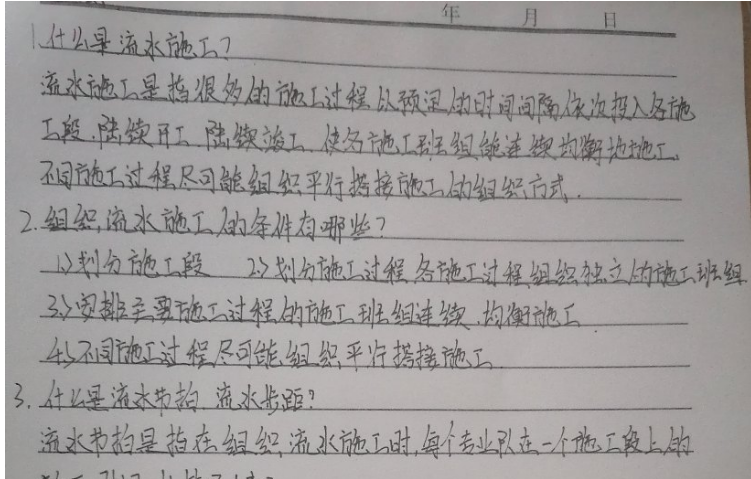 年 月 日
1.什么是流水施工?
流水施工是指很多的施工过程以预定的时间间隔依次投入各施
工段,陆续开工,陆续竣工,使各施工班组能连续均衡地施工,
不同施工过程尽可能组织平行搭接施工的组织方式.
2.组织流水施工的条件有哪些?
1>划分施工段 2>划分施工过程,各施工过程组织独立的施工班组
3>安排主要施工过程的施工班组连续,均衡施工
4>不同施工过程尽可能组织平行搭接施工
3.什么是流水节拍 流水步距?
流水节拍是指在组织流水施工时,每个专业队在一个施工段上的